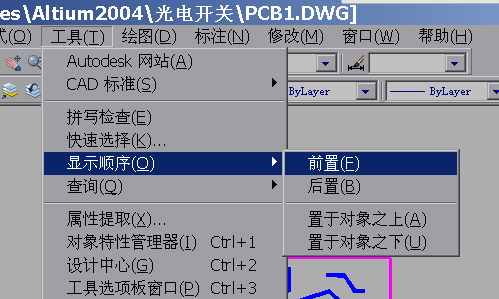 es\Altium2004\光电开关\PCB1.DWG]
(O) 工具(T) 绘图(D) 标注(N) 修改(M) 窗口(W) 帮助(H)
Autodesk 网站(A)
CAD 标准(S)
ByLayer ByLayer
拼写检查(E)
快速选择(K)...
显示顺序(O) 前置(F)
查询(Q) 后置(B)
属性提取(X)... 置于对象之上(A)
对象特性管理器(I) Ctrl+1 置于对象之下(U)
设计中心(G) Ctrl+2
工具选项板窗口(P) Ctrl+3